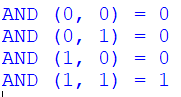 AND (0, 0) = 0
AND (0, 1) = 0
AND (1, 0) = 0
AND (1, 1) = 1